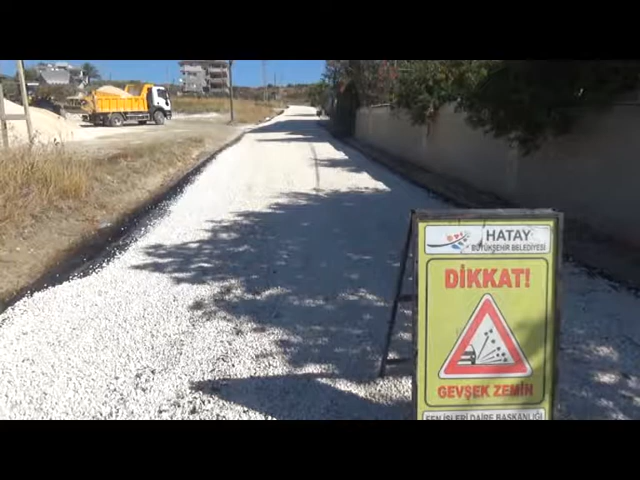 HATAY
BÜYÜKŞEHİR BELEDİYESİ
DİKKAT!
GEVŞEK ZEMİN
FEN İŞLERİ DAİRE BAŞKANLIĞI